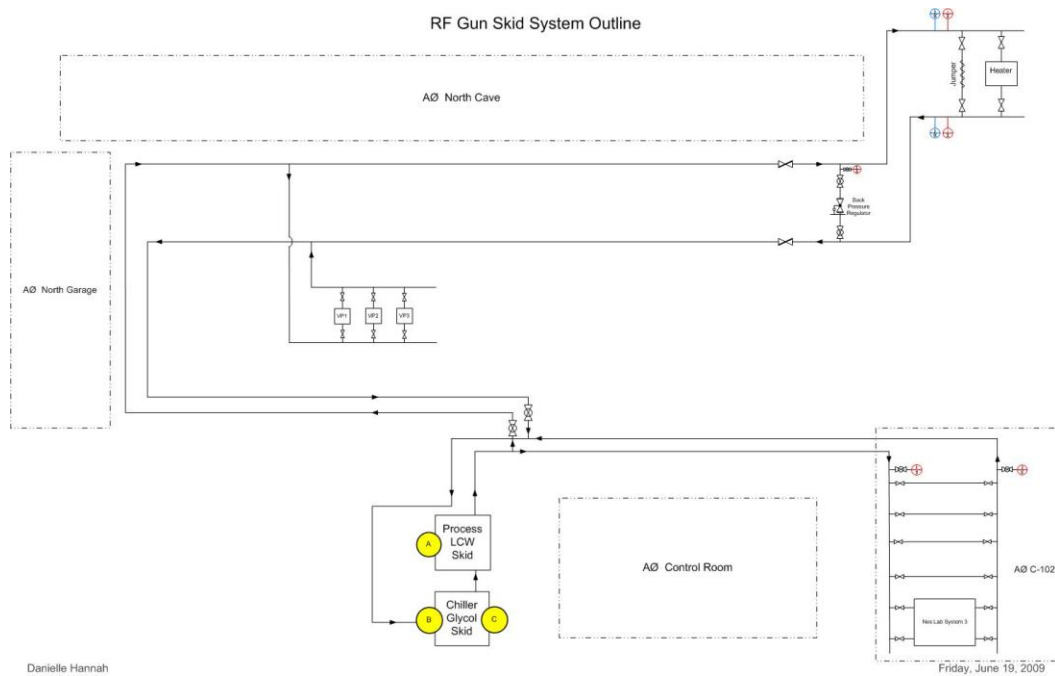 RF Gun Skid System Outline
AØ North Cave
Jumper
Heater
Back
Pressure
Regulator
AØ North Garage
VP1
VP2
VP3
A
Process
LCW
Skid
B
Chiller
Glycol
Skid
C
AØ Control Room
AØ C-102
Nes Lab System 3
Danielle Hannah
Friday, June 19, 2009